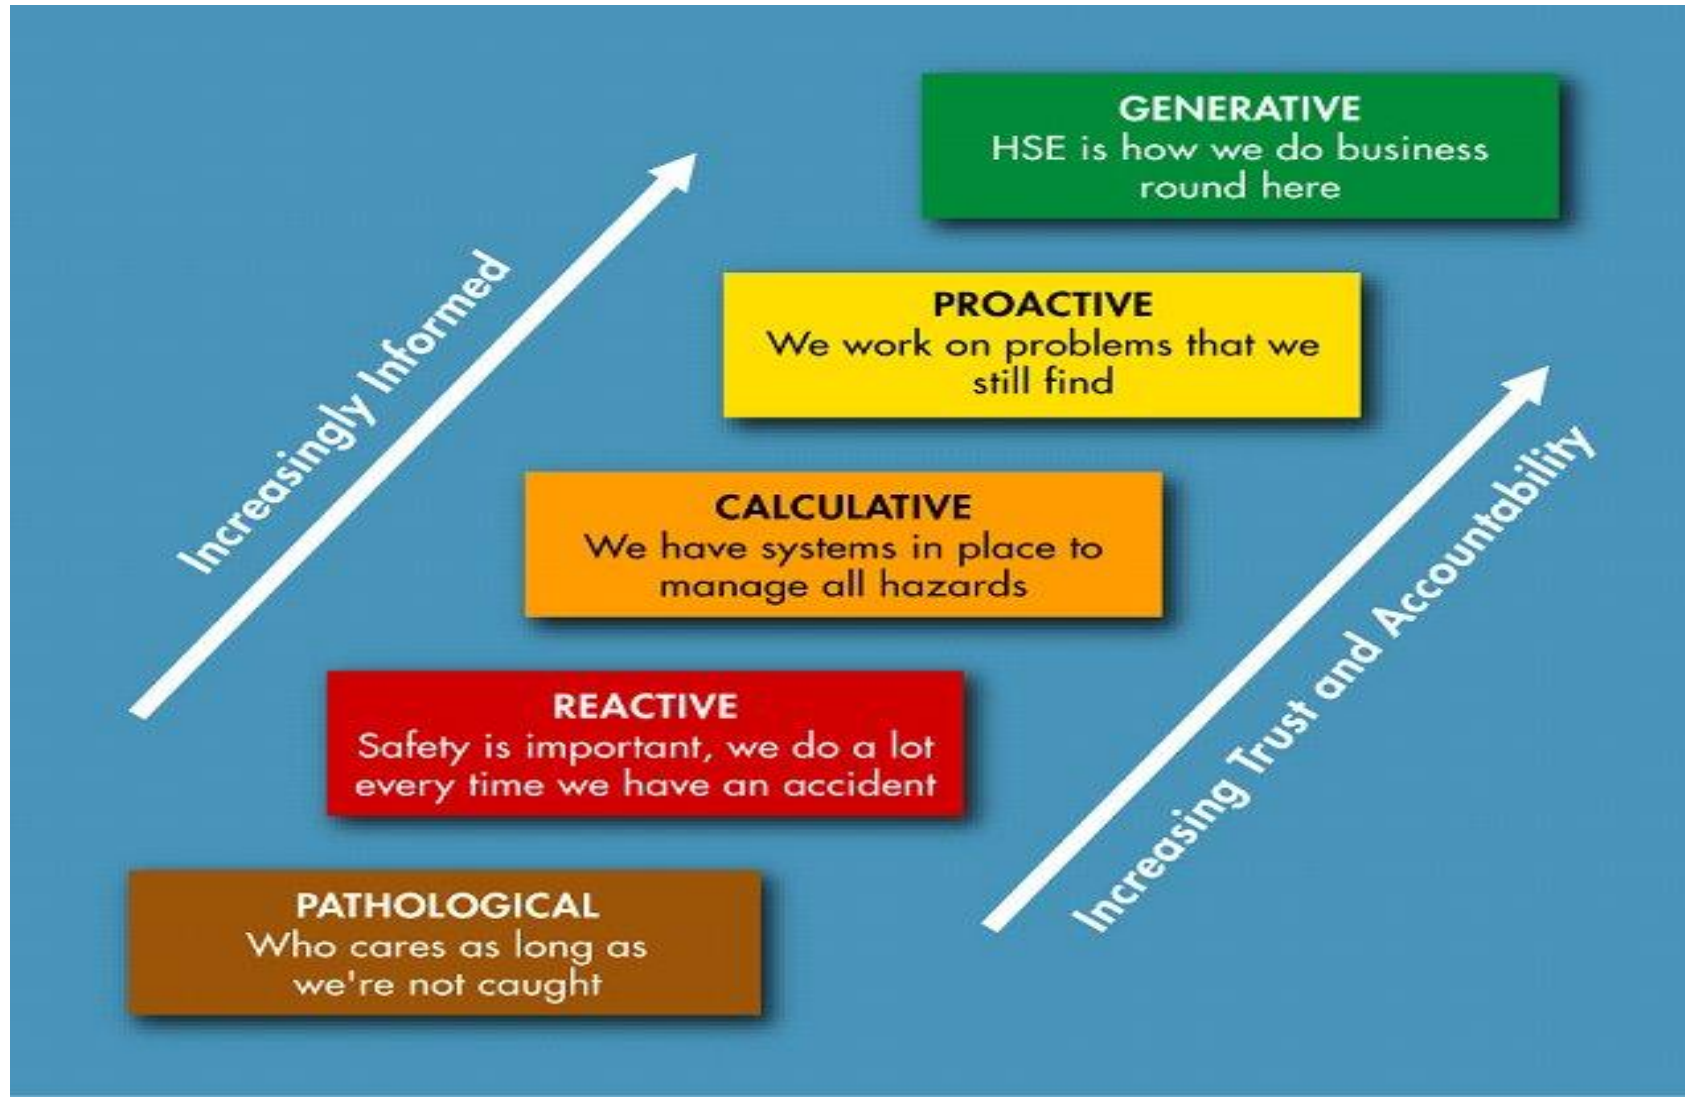 GENERATIVE
HSE is how we do business
round here
PROACTIVE
We work on problems that we
still find
Increasingly Informed
CALCULATIVE
We have systems in place to
manage all hazards
REACTIVE
Safety is important, we do a lot
every time we have an accident
Increasing Trust and Accountability
PATHOLOGICAL
Who cares as long as
we're not caught